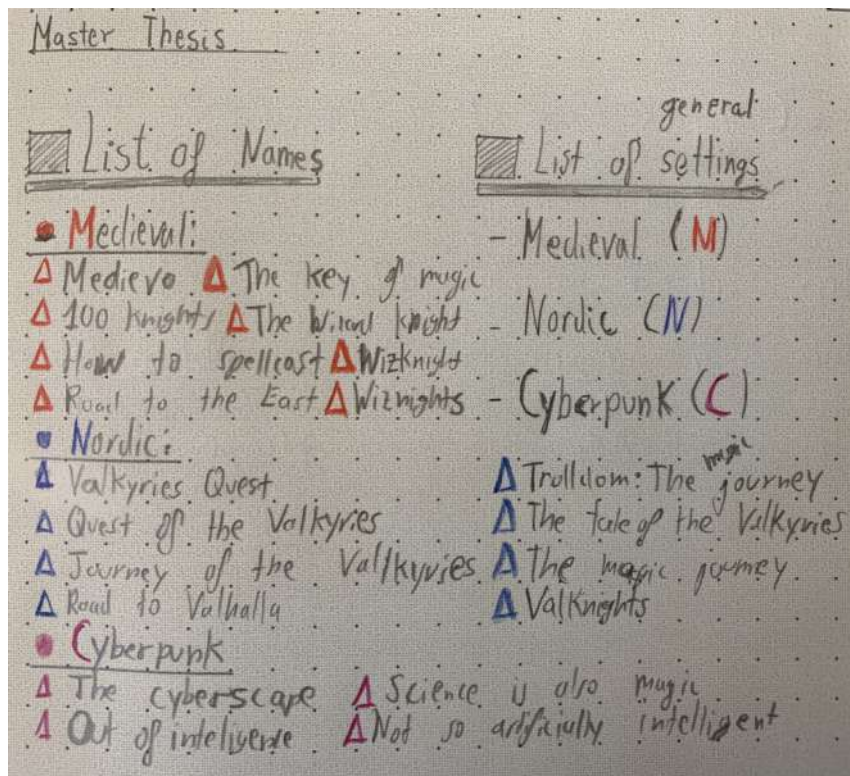 Master Thesis
List of Names
Medieval:
Δ Medievo Δ The key of magic
Δ 100 knights Δ The Wizard knight
Δ How to spellcast Δ Wizknight
Δ Road to the East Δ Wiznights
Nordic:
Δ Valkyries Quest
Δ Quest of the Valkyries
Δ Journey of the Vallkyries
Δ Road to Valhalla
general
List of settings
- Medieval (M)
- Nordic (N)
- Cyberpunk (C)
magic
Δ Trolldom: The journey
Δ The tale of the Valkyries
Δ The magic journey
Δ Valknights
Cyberpunk
Δ The cyberscape Δ Science is also magic
Δ Out of Δ Not so artificially intelligent